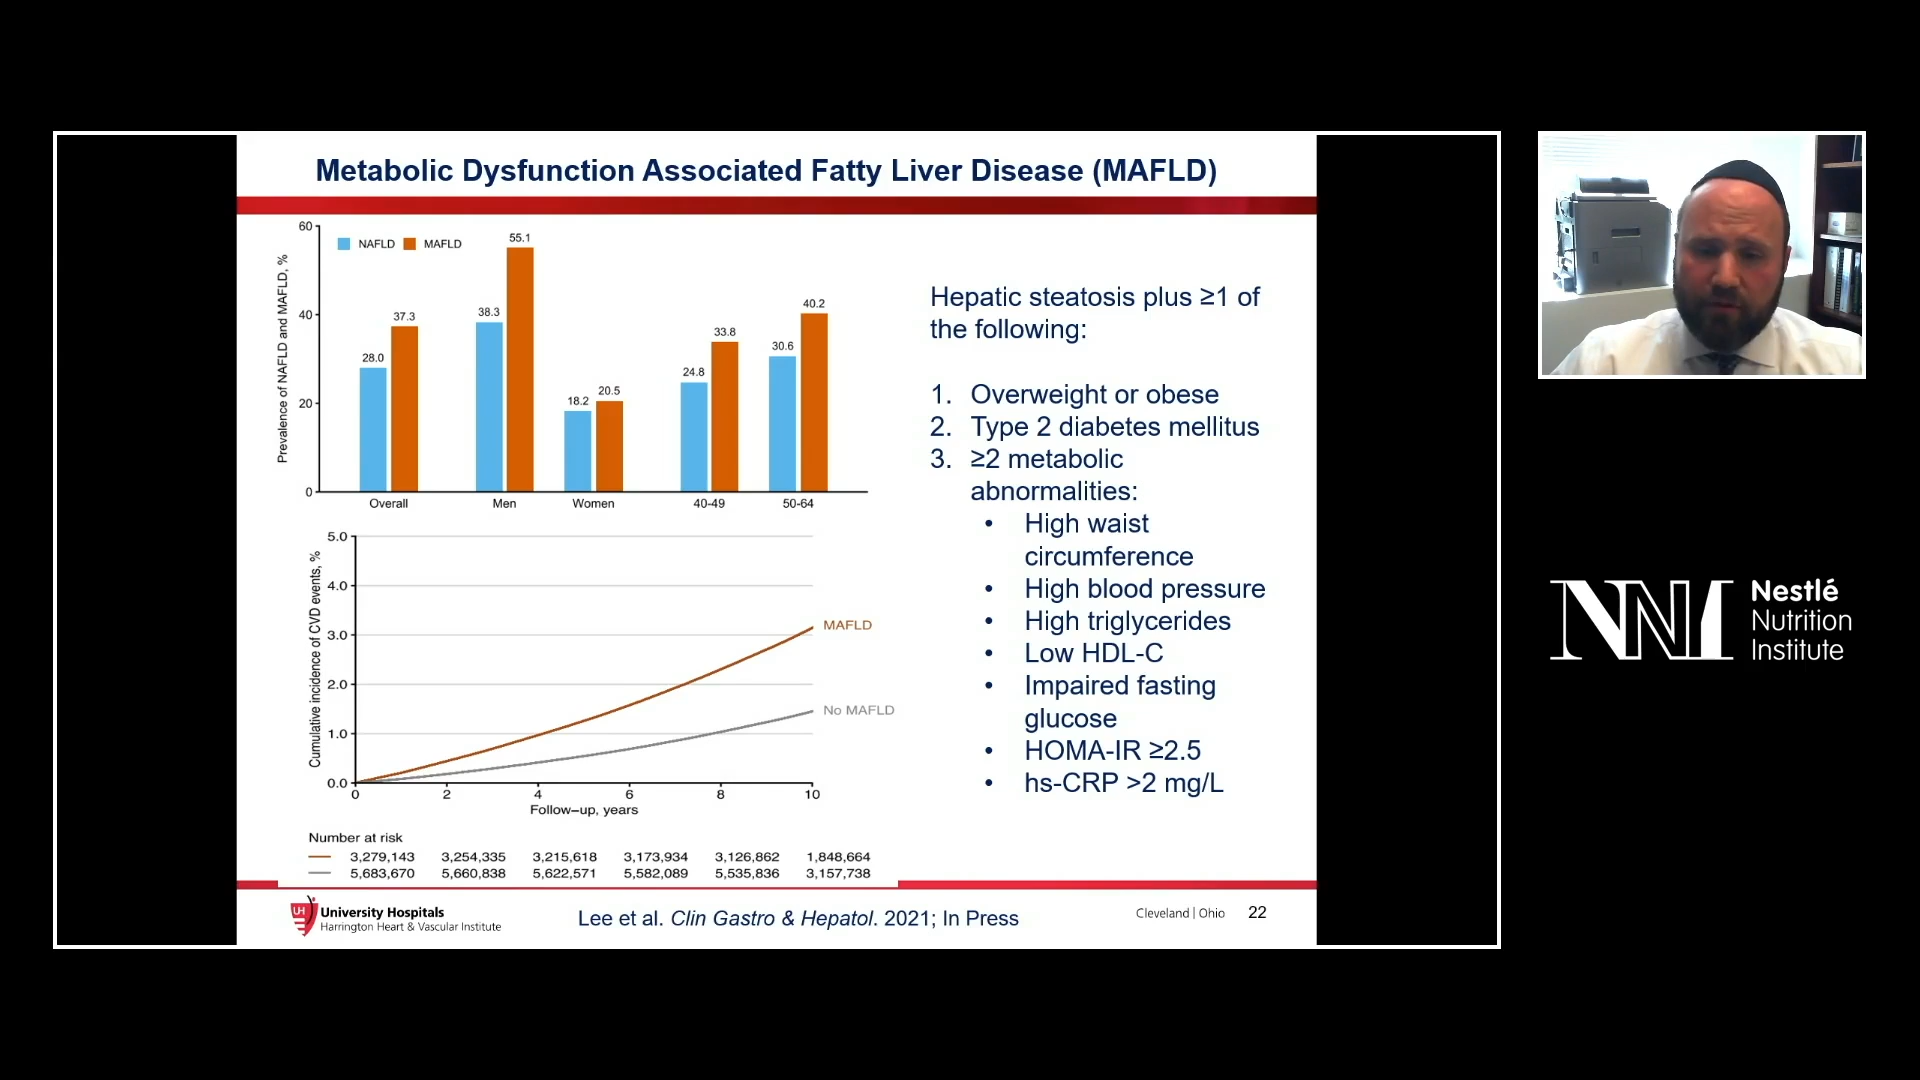 Metabolic Dysfunction Associated Fatty Liver Disease (MAFLD)
Prevalence of NAFLD and MAFLD, %
60
40
20
0
NAFLD MAFLD
28.0
37.3
38.3
55.1
18.2
20.5
24.8
33.8
30.6
40.2
Overall Men Women 40-49 50-64
Cumulative incidence of CVD events, %
5.0
4.0
3.0
2.0
1.0
0.0
MAFLD
No MAFLD
0 2 4 6 8 10
Follow–up, years
Number at risk
3,279,143 3,254,335 3,215,618 3,173,934 3,126,862 1,848,664
5,683,670 5,660,838 5,622,571 5,582,089 5,535,836 3,157,738
Hepatic steatosis plus ≥1 of
the following:
1. Overweight or obese
2. Type 2 diabetes mellitus
3. ≥2 metabolic
abnormalities:
• High waist
circumference
• High blood pressure
• High triglycerides
• Low HDL-C
• Impaired fasting
glucose
• HOMA-IR ≥2.5
• hs-CRP >2 mg/L
UH
University Hospitals
Harrington Heart & Vascular Institute
Lee et al. Clin Gastro & Hepatol. 2021; In Press
Cleveland | Ohio 22
NNI
Nestlé
Nutrition
Institute